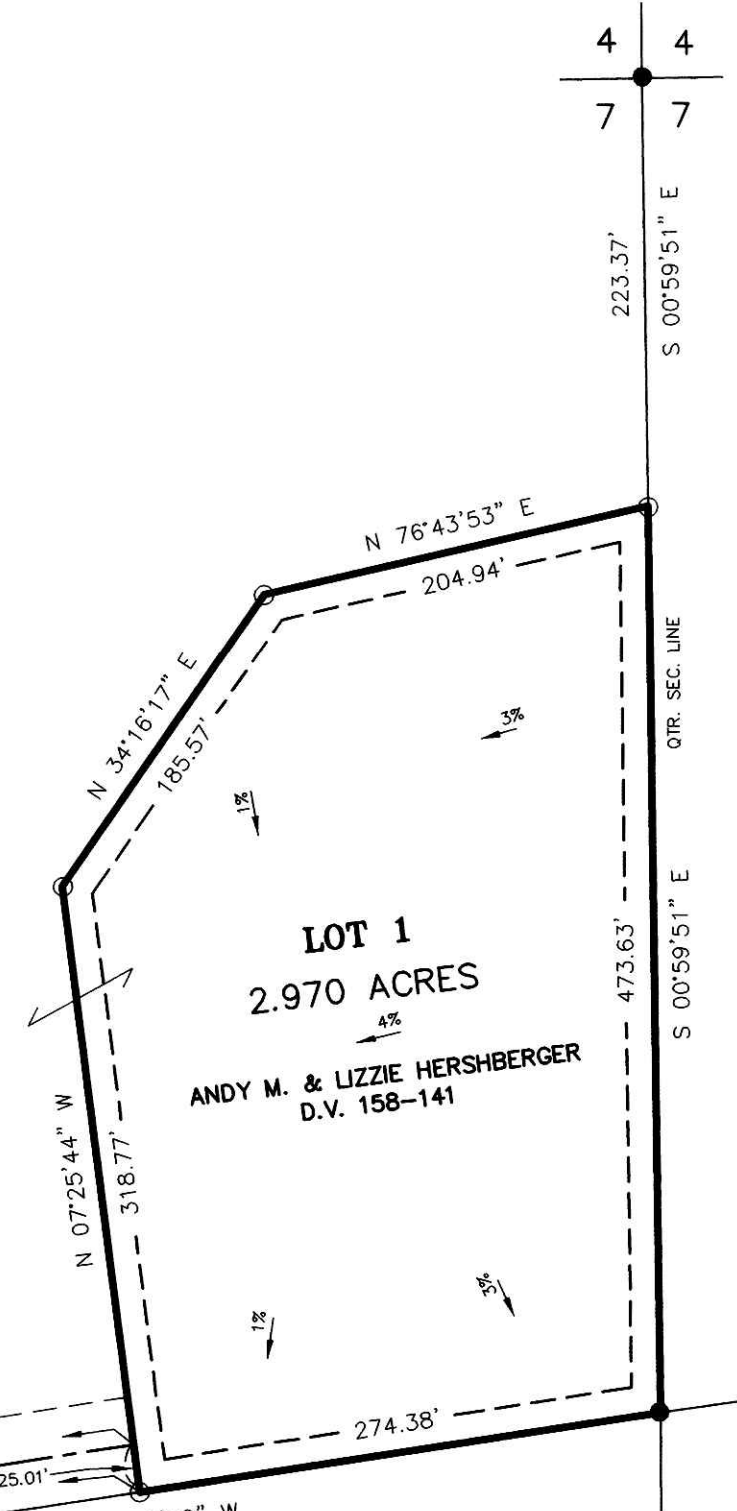 4 4
7 7
223.37'
S 00°59'51" E
N 76°43'53" E
204.94'
N 34°16'17" E
185.57'
QTR. SEC. LINE
3%
1%
LOT 1
2.970 ACRES
4%
ANDY M. & LIZZIE HERSHBERGER
D.V. 158-141
473.63'
S 00°59'51" E
N 07°25'44" W
318.77'
3%
1%
274.38'
25.01'
" W